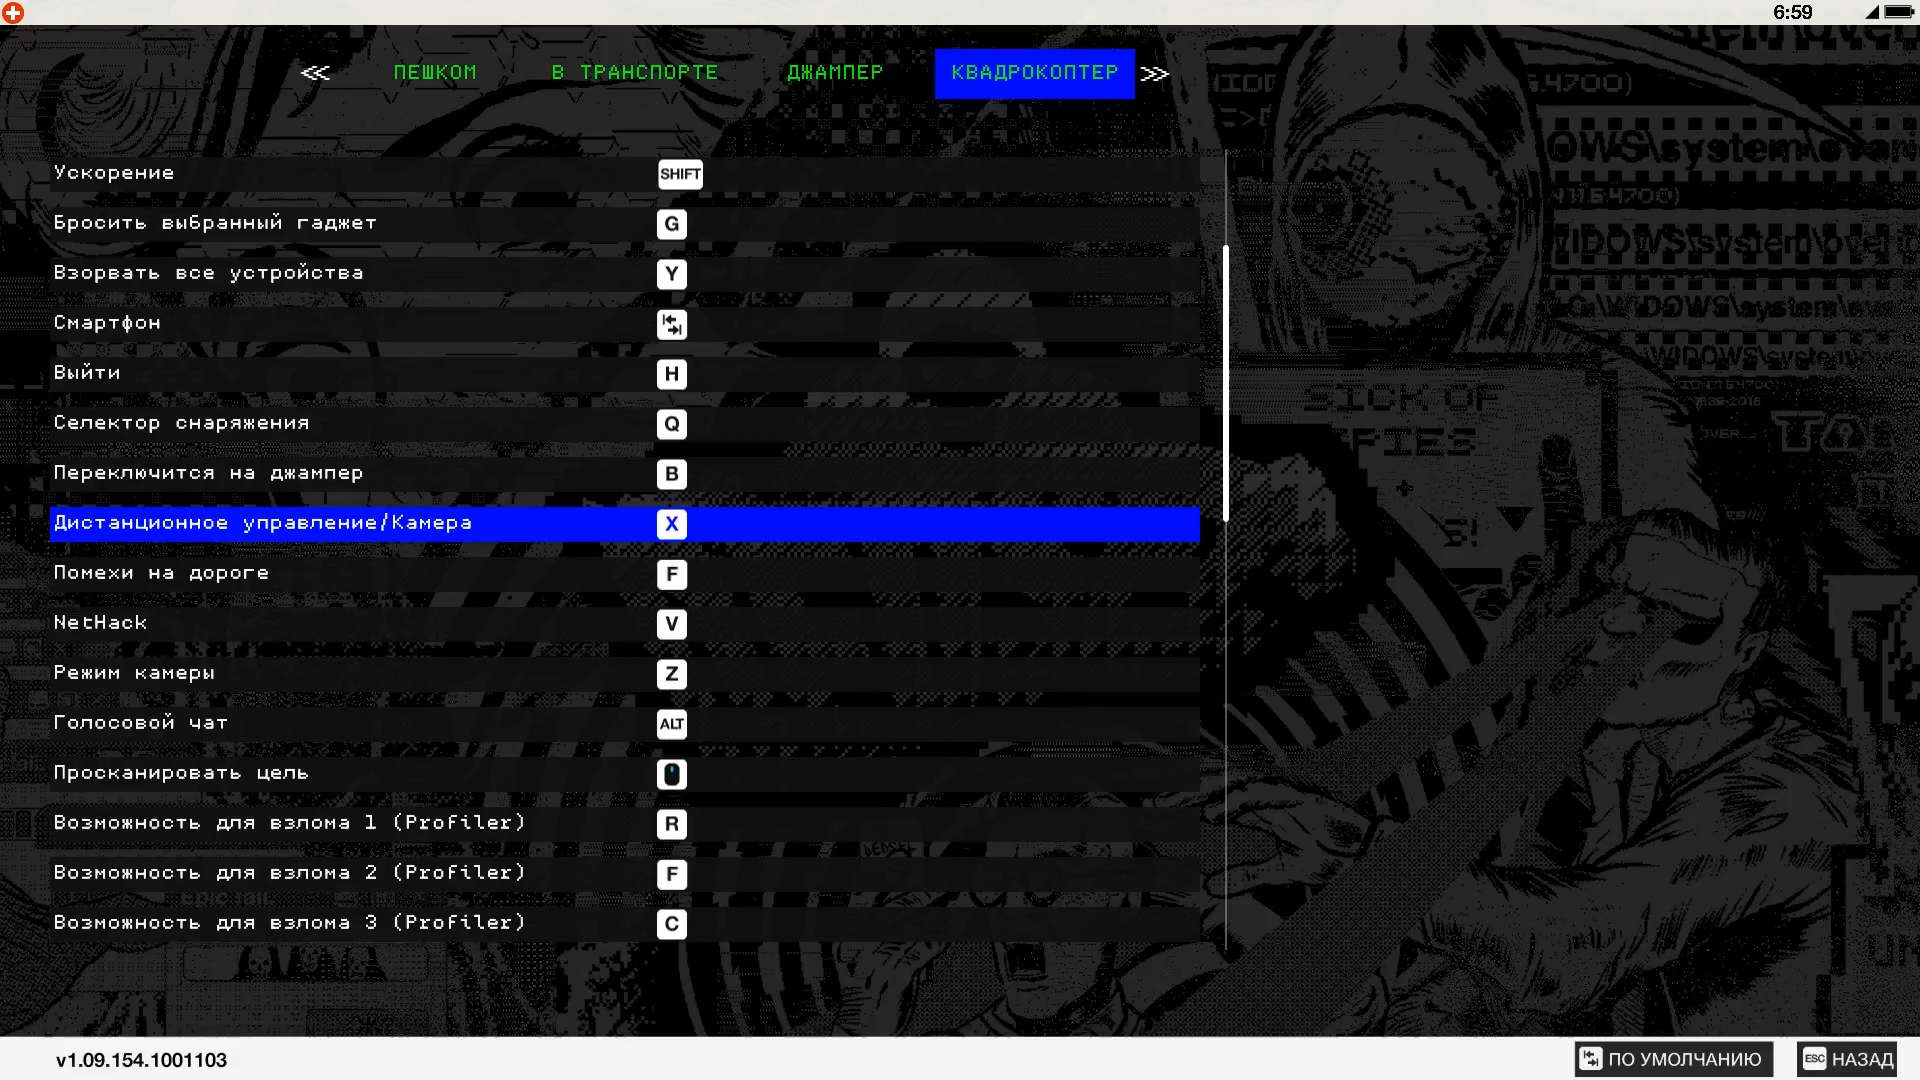 6:59
ПЕШКОМ В ТРАНСПОРТЕ ДЖАМПЕР КВАДРОКОПТЕР
Ускорение SHIFT
Бросить выбранный гаджет G
Взорвать все устройства Y
Смартфон
Выйти H
Селектор снаряжения Q
Переключится на джампер B
Дистанционное управление/Камера X
Помехи на дороге F
NetHack V
Режим камеры Z
Голосовой чат ALT
Просканировать цель
Возможность для взлома 1 (Profiler) R
Возможность для взлома 2 (Profiler) F
Возможность для взлома 3 (Profiler) C
SICK OF
v1.09.154.1001103
ПО УМОЛЧАНИЮ
ESC НАЗАД